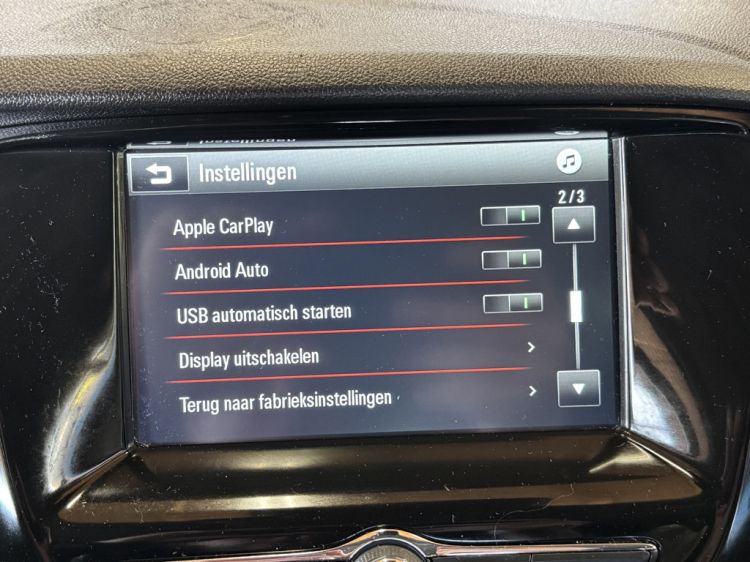 Instellingen
2/3
Apple CarPlay
Android Auto
USB automatisch starten
Display uitschakelen
Terug naar fabrieksinstellingen